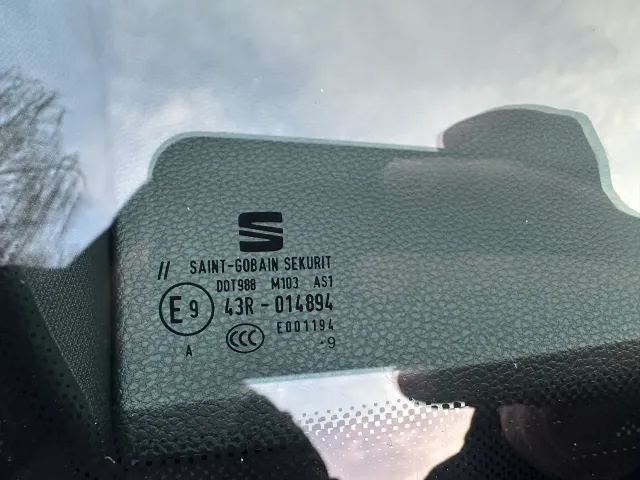 // SAINT-GOBAIN SEKURIT
DOT988 M103 AS1
E9 43R-014894
CCC E001194
A ·9